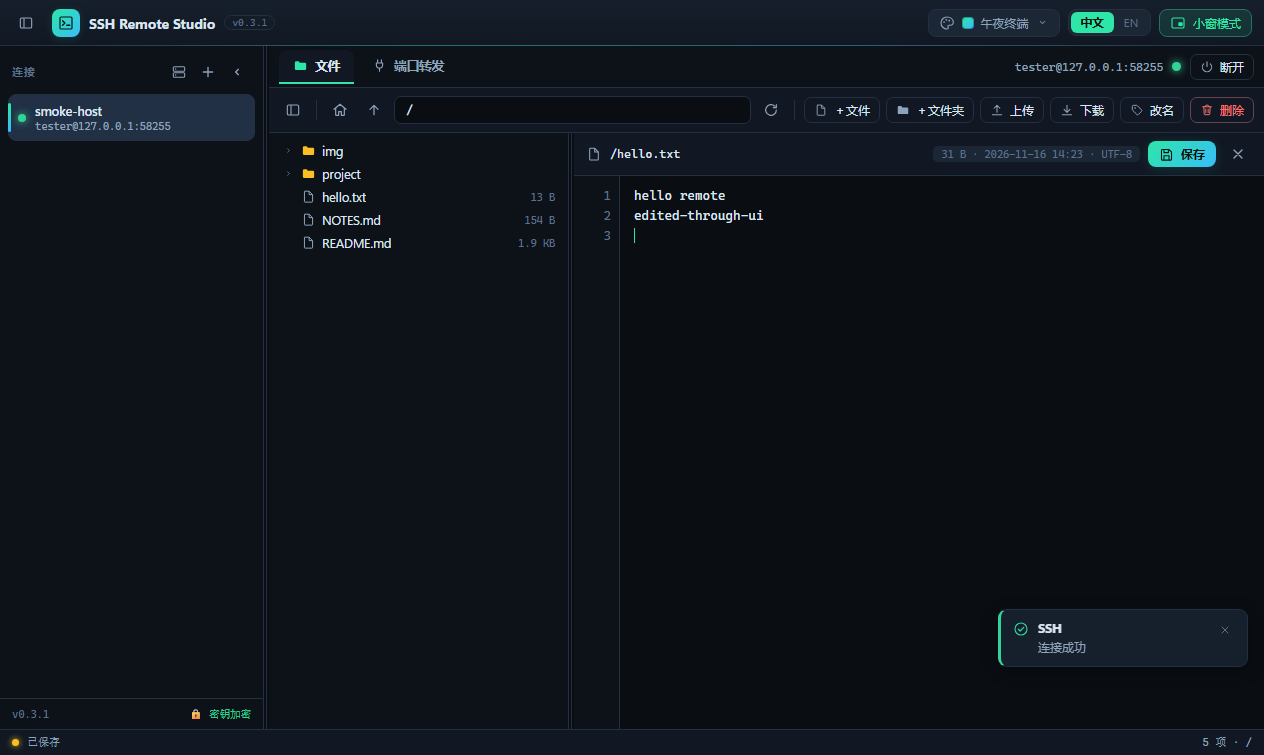 SSH Remote Studio v0.3.1 午夜终端 中文 EN 小窗模式
连接
smoke-host
tester@127.0.0.1:58255
文件 端口转发 tester@127.0.0.1:58255 断开
/ +文件 +文件夹 上传 下载 改名 删除
img
project
hello.txt 13 B
NOTES.md 154 B
README.md 1.9 KB
/hello.txt 31 B · 2026-11-16 14:23 · UTF-8 保存
1 hello remote
2 edited-through-ui
3
SSH
连接成功
v0.3.1 密钥加密
已保存 5 项 · /